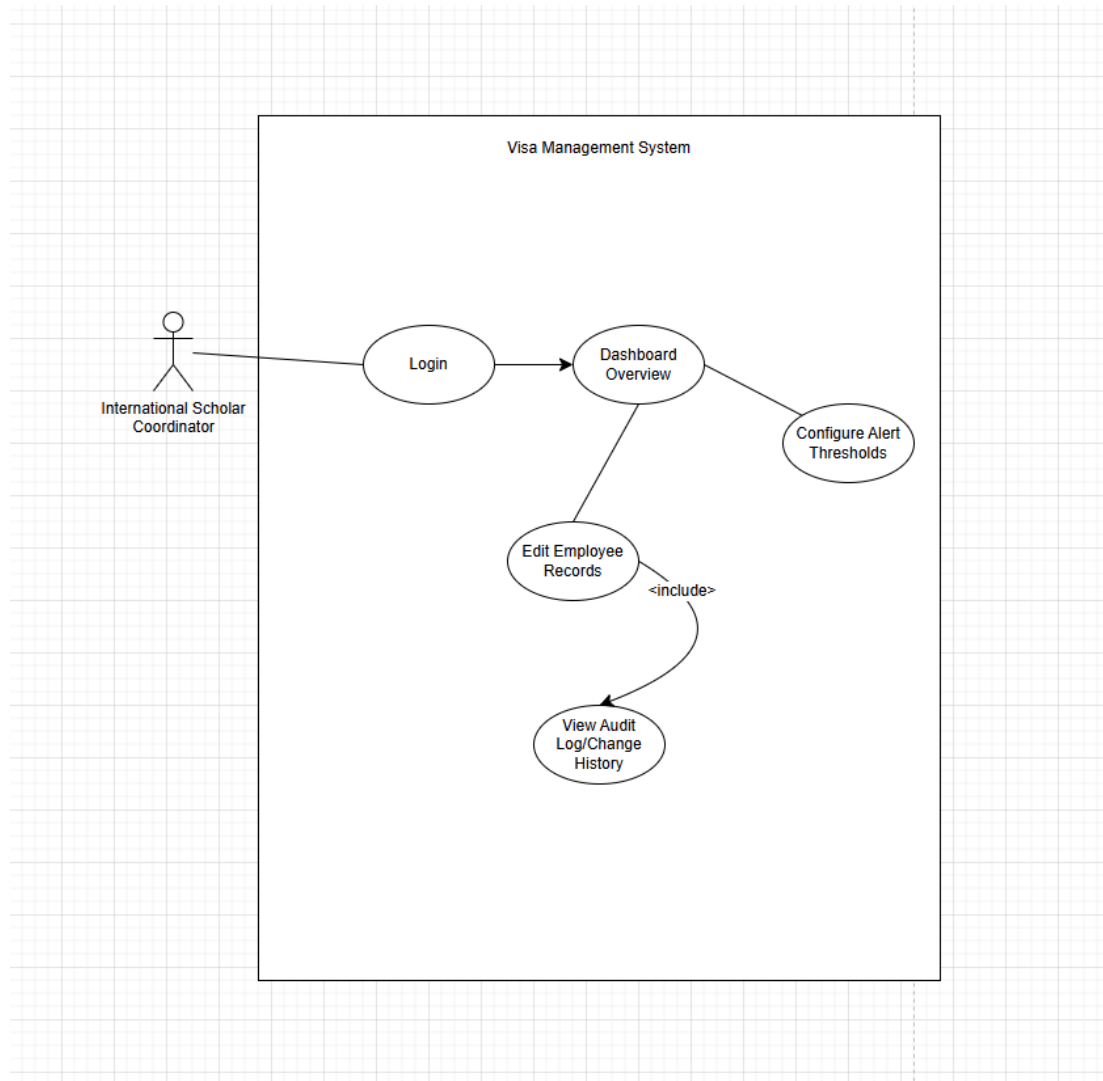 Visa Management System
Login
Dashboard
Overview
International Scholar
Coordinator
Configure Alert
Thresholds
Edit Employee
Records
<include>
View Audit
Log/Change
History